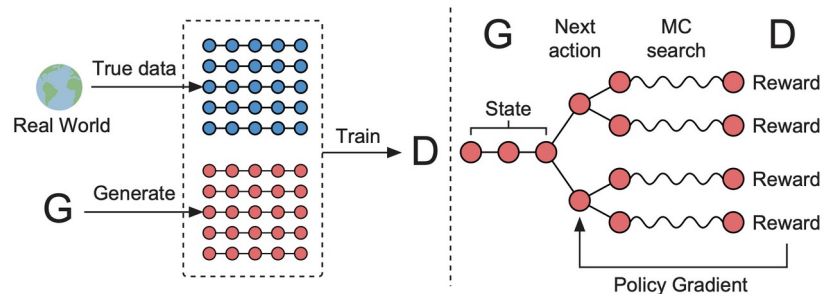 True data
Real World
G
Generate
Train
D
G
Next
action
MC
search
D
State
Reward
Reward
Reward
Reward
Policy Gradient